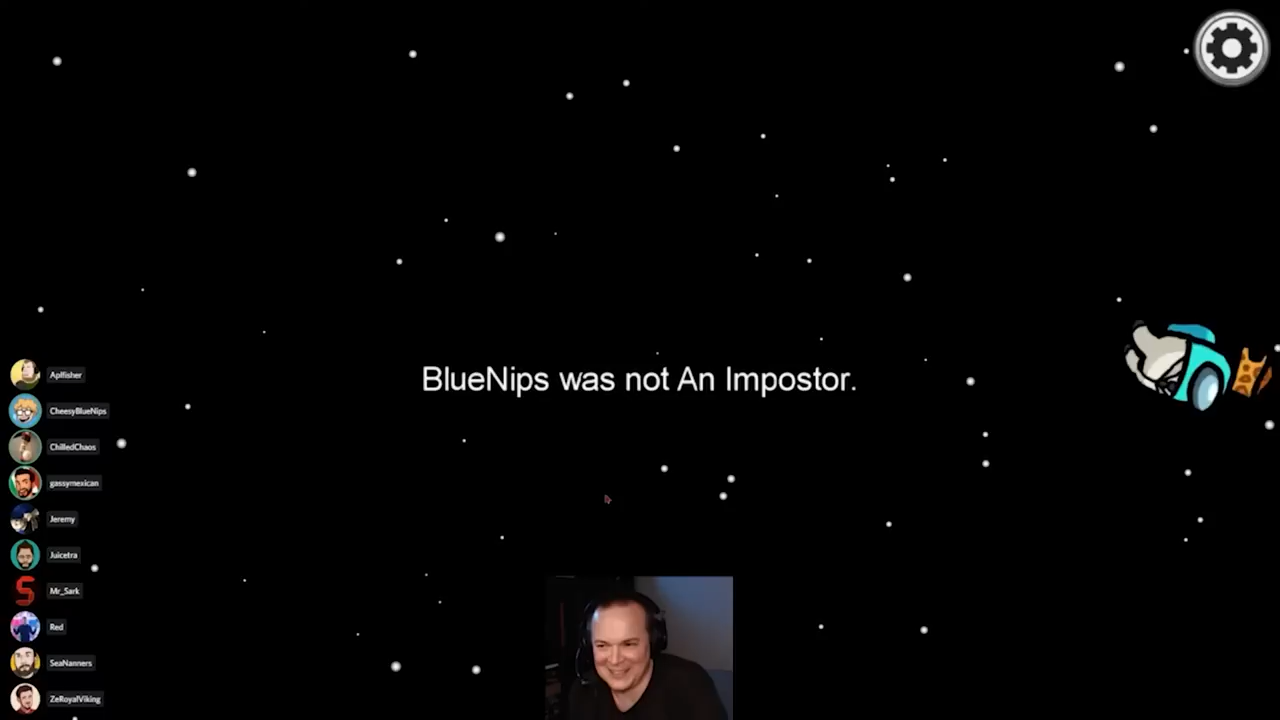 BlueNips was not An Impostor.
Aplfisher
CheesyBlueNips
ChilledChaos
gassymexican
Jeremy
Juicetra
Mr_Sark
Red
SeaNanners
ZeRoyalViking